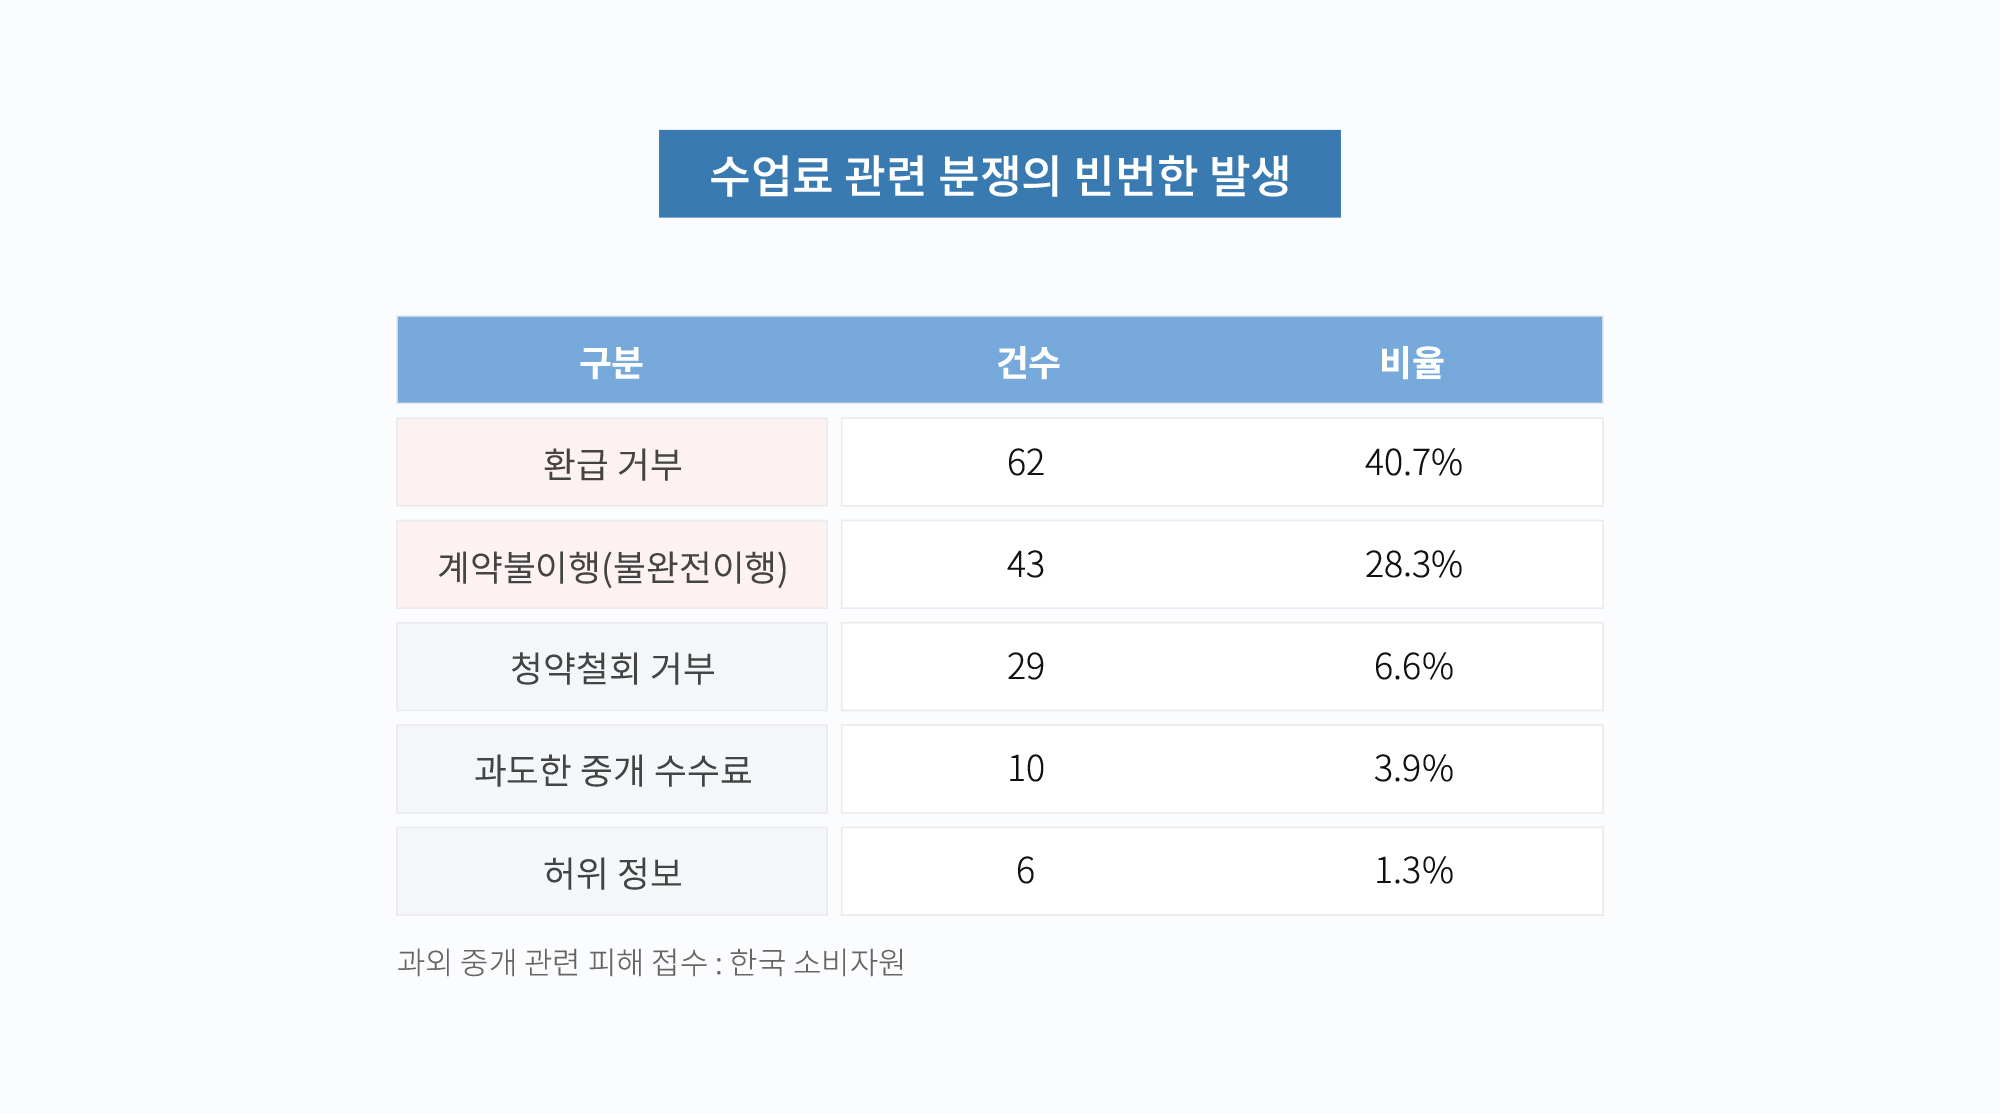 수업료 관련 분쟁의 빈번한 발생
구분 건수 비율
환급 거부 62 40.7%
계약불이행(불완전이행) 43 28.3%
청약철회 거부 29 6.6%
과도한 중개 수수료 10 3.9%
허위 정보 6 1.3%
과외 중개 관련 피해 접수 : 한국 소비자원